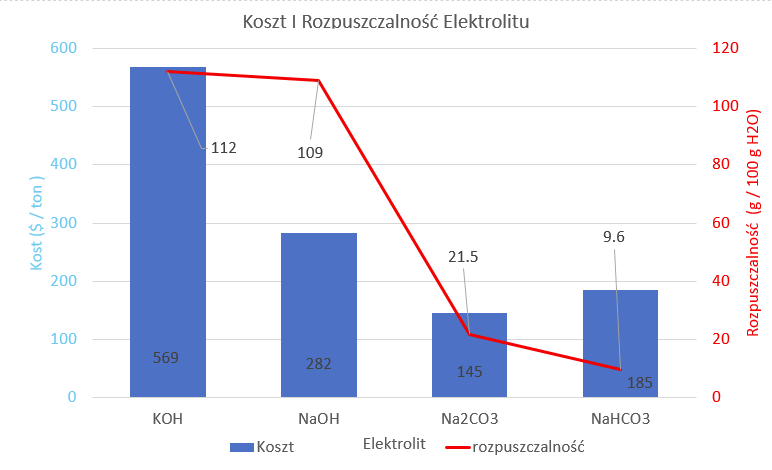 Koszt I Rozpuszczalność Elektrolitu
600
500
400
300
200
100
0
Kost ($ / ton )
120
100
80
60
40
20
0
Rozpuszczalność (g / 100 g H2O)
112
109
21.5
9.6
569
282
145
185
KOH
NaOH
Na2CO3
NaHCO3
Elektrolit
Koszt
rozpuszczalność